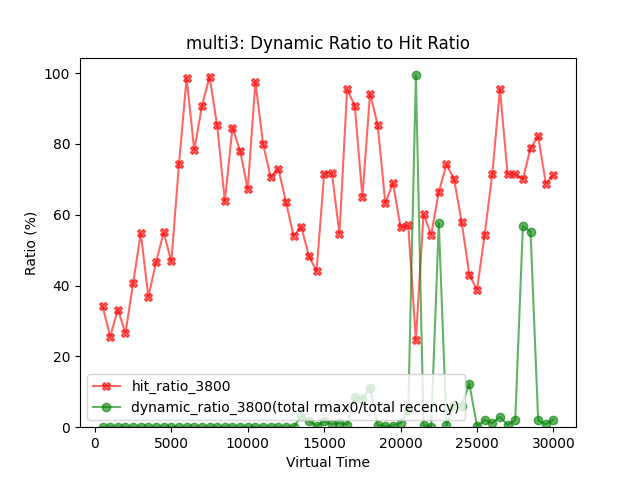 multi3: Dynamic Ratio to Hit Ratio
100
80
60
40
20
0
Ratio (%)
hit_ratio_3800
dynamic_ratio_3800(total rmax0/total recency)
0
5000
10000
15000
20000
25000
30000
Virtual Time